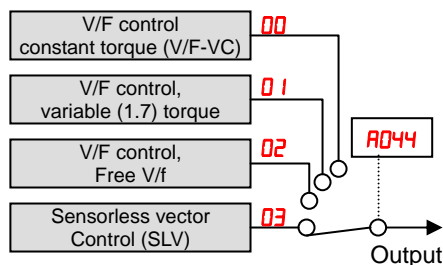 V/F control
constant torque (V/F-VC)
00
V/F control,
variable (1.7) torque
01
A044
V/F control,
Free V/f
02
Sensorless vector
Control (SLV)
03
Output